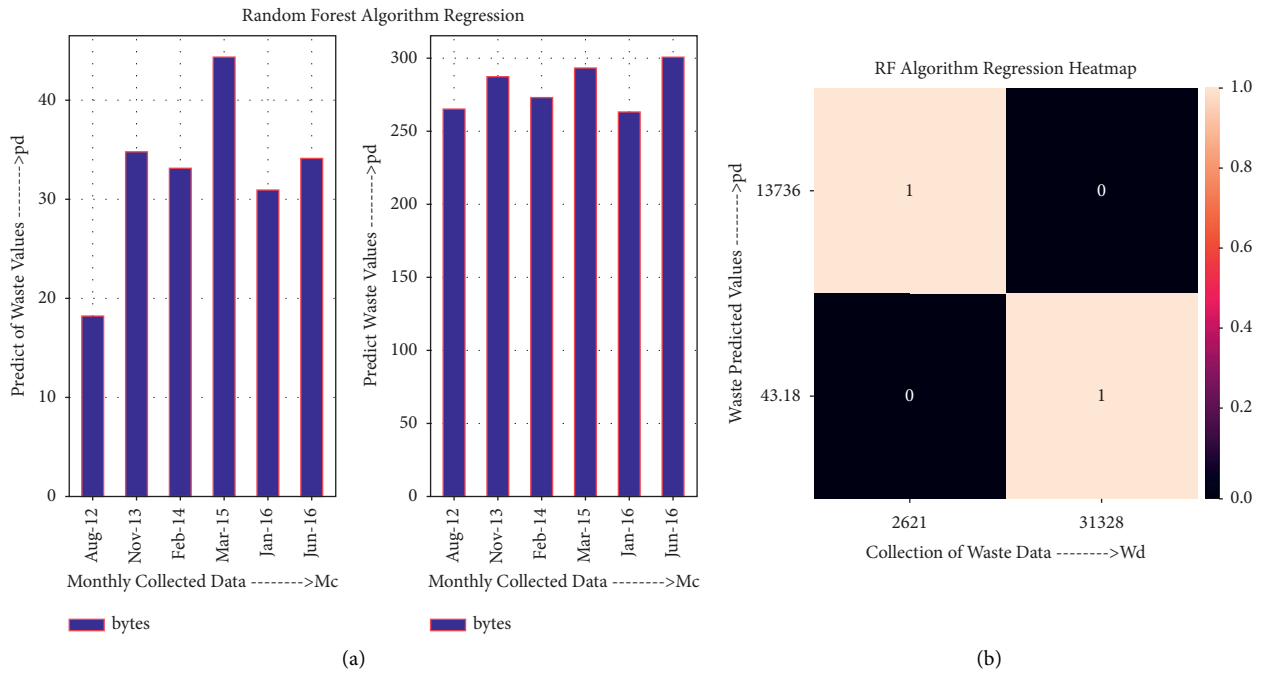 Random Forest Algorithm Regression
Predict of Waste Values ------->pd
40
30
20
10
0
Aug-12
Nov-13
Feb-14
Mar-15
Jan-16
Jun-16
Monthly Collected Data -------->Mc
bytes
Predict Waste Values ------->pd
300
250
200
150
100
50
0
Aug-12
Nov-13
Feb-14
Mar-15
Jan-16
Jun-16
Monthly Collected Data -------->Mc
bytes
(a)
RF Algorithm Regression Heatmap
Waste Predicted Values ------->pd
13736
43.18
1
0
0
1
2621
31328
Collection of Waste Data -------->Wd
1.0
0.8
0.6
0.4
0.2
0.0
(b)